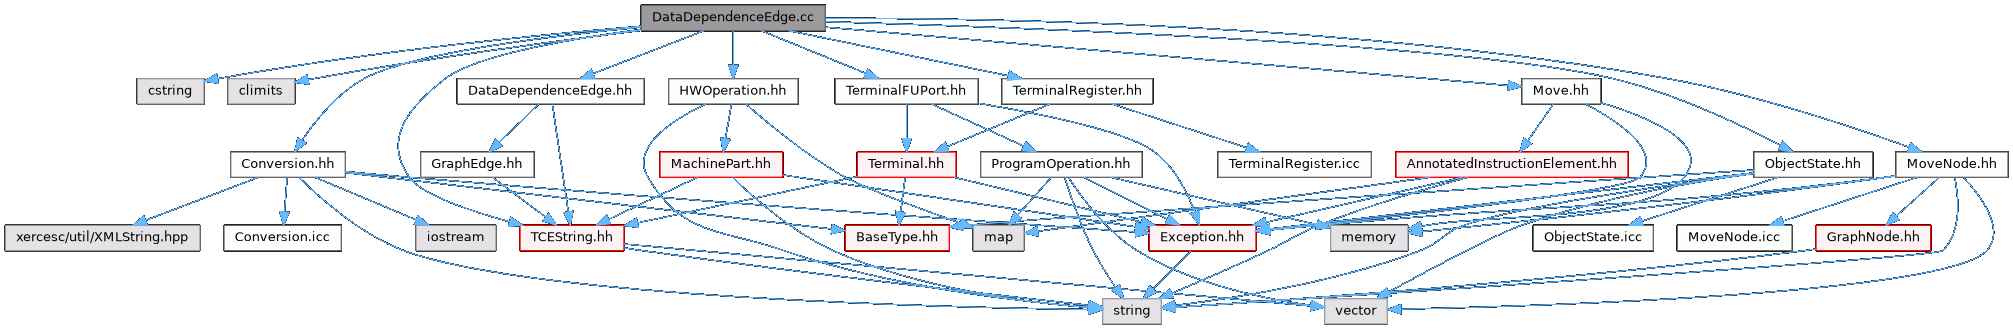 DataDependenceEdge.cc
cstring
climits
DataDependenceEdge.hh
HWOperation.hh
TerminalFUPort.hh
TerminalRegister.hh
Move.hh
Conversion.hh
GraphEdge.hh
MachinePart.hh
Terminal.hh
ProgramOperation.hh
TerminalRegister.icc
AnnotatedInstructionElement.hh
ObjectState.hh
MoveNode.hh
xercesc/util/XMLString.hpp
Conversion.icc
iostream
TCEString.hh
BaseType.hh
map
Exception.hh
memory
ObjectState.icc
MoveNode.icc
GraphNode.hh
string
vector